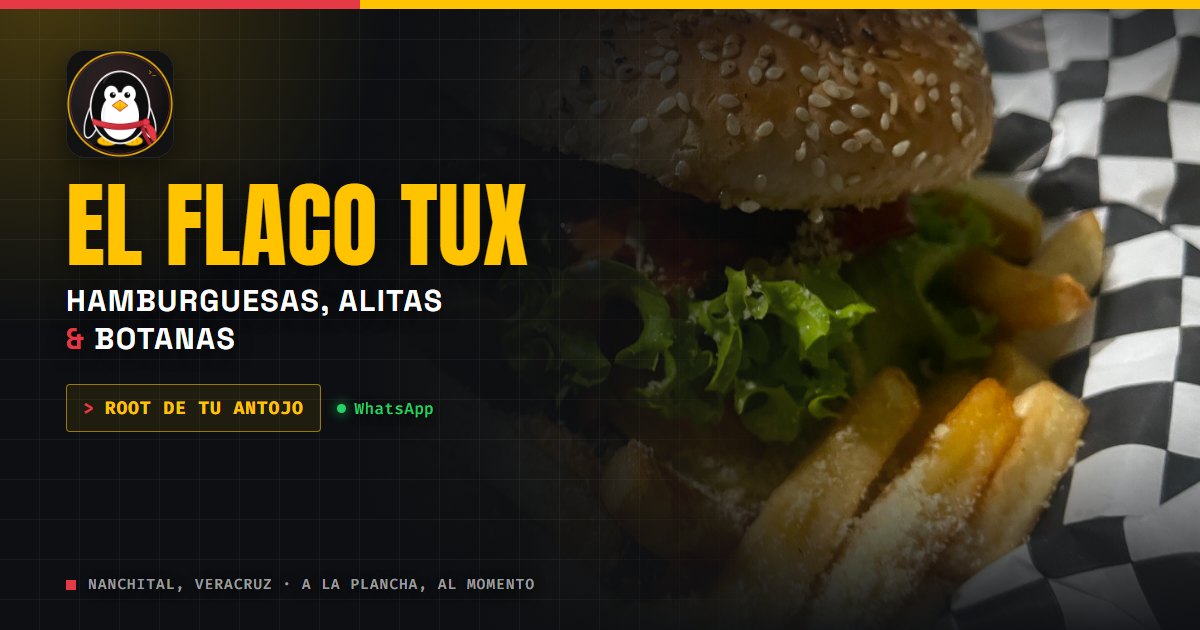 EL FLACO TUX
HAMBURGUESAS, ALITAS
& BOTANAS
> ROOT DE TU ANTOJO
WhatsApp
NANCHITAL, VERACRUZ · A LA PLANCHA, AL MOMENTO